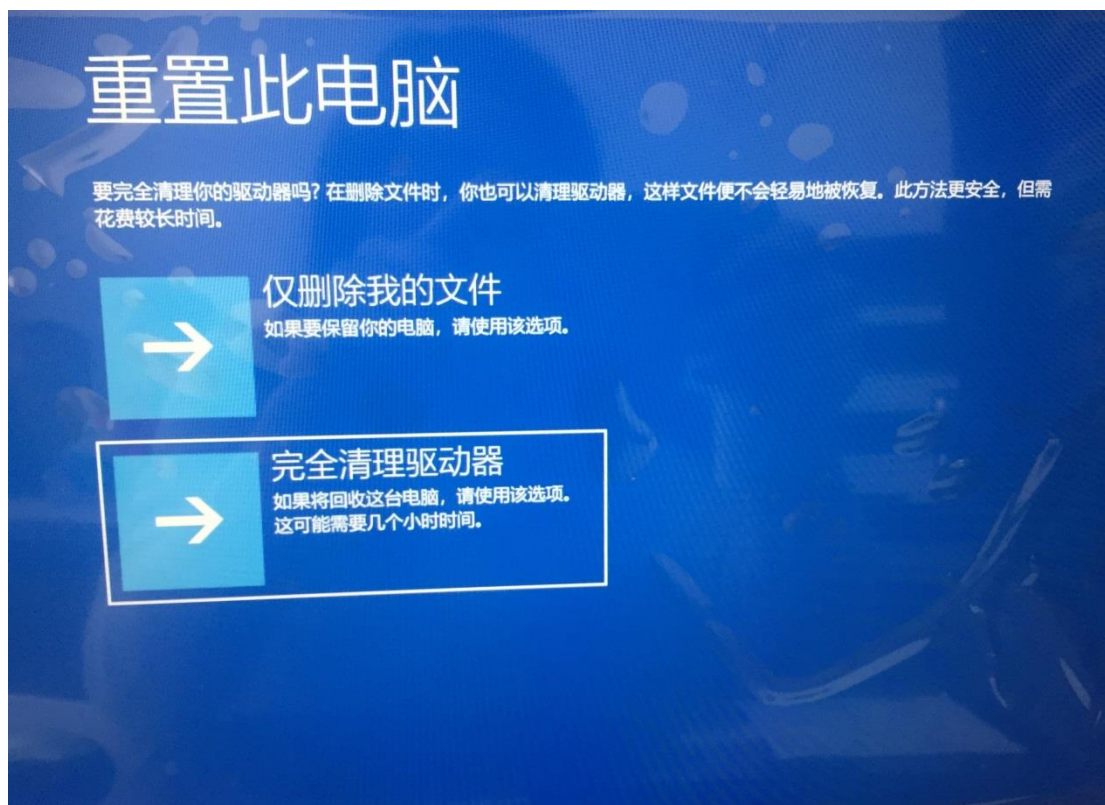 重置此电脑
要完全清理你的驱动器吗? 在删除文件时，你也可以清理驱动器，这样文件便不会轻易地被恢复。此方法更安全，但需
花费较长时间。
仅删除我的文件
如果要保留你的电脑，请使用该选项。
完全清理驱动器
如果将回收这台电脑，请使用该选项。
这可能需要几个小时时间。